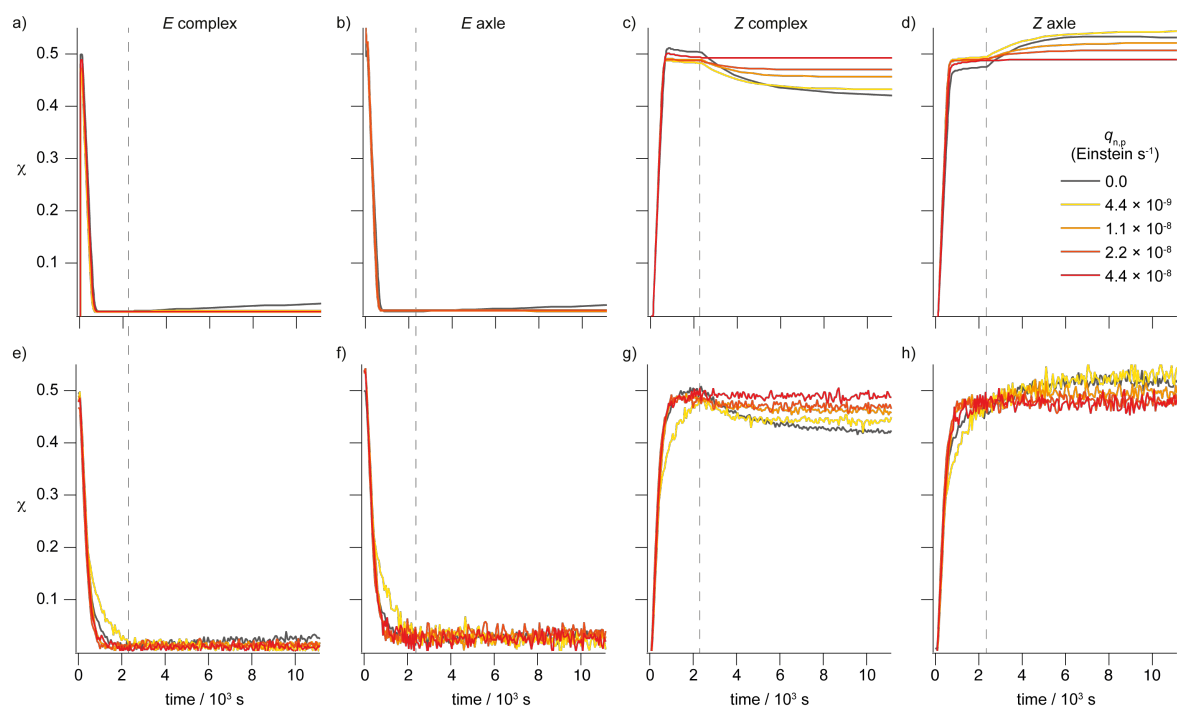 a) E complex
b) E axle
c) Z complex
d) Z axle
χ
0.5
0.4
0.3
0.2
0.1
q n,p
(Einstein s⁻¹)
0.0
4.4 × 10⁻⁹
1.1 × 10⁻⁸
2.2 × 10⁻⁸
4.4 × 10⁻⁸
e)
f)
g)
h)
χ
0.5
0.4
0.3
0.2
0.1
0 2 4 6 8 10
0 2 4 6 8 10
0 2 4 6 8 10
0 2 4 6 8 10
time / 10³ s
time / 10³ s
time / 10³ s
time / 10³ s